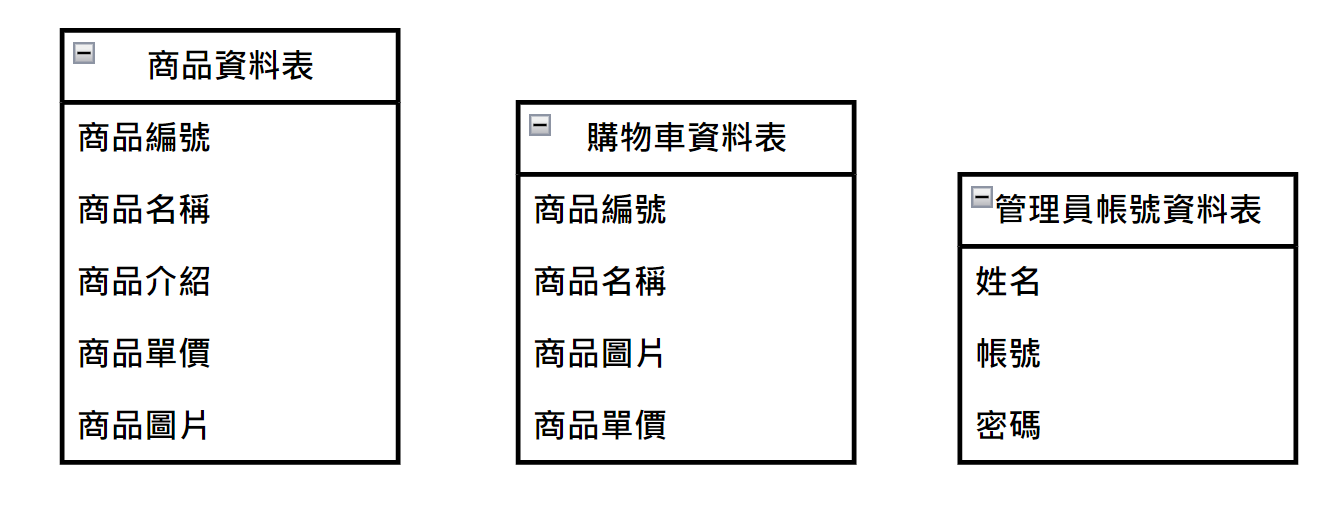 商品資料表
商品編號
商品名稱
商品介紹
商品單價
商品圖片
購物車資料表
商品編號
商品名稱
商品圖片
商品單價
管理員帳號資料表
姓名
帳號
密碼